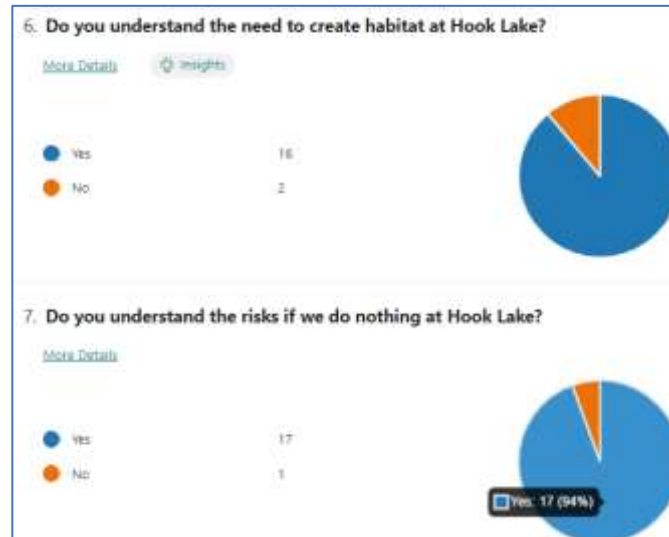 6. Do you understand the need to create habitat at Hook Lake?
More Details Insights
Yes 16
No 2
7. Do you understand the risks if we do nothing at Hook Lake?
More Details
Yes 17
No 1
Yes: 17 (94%)